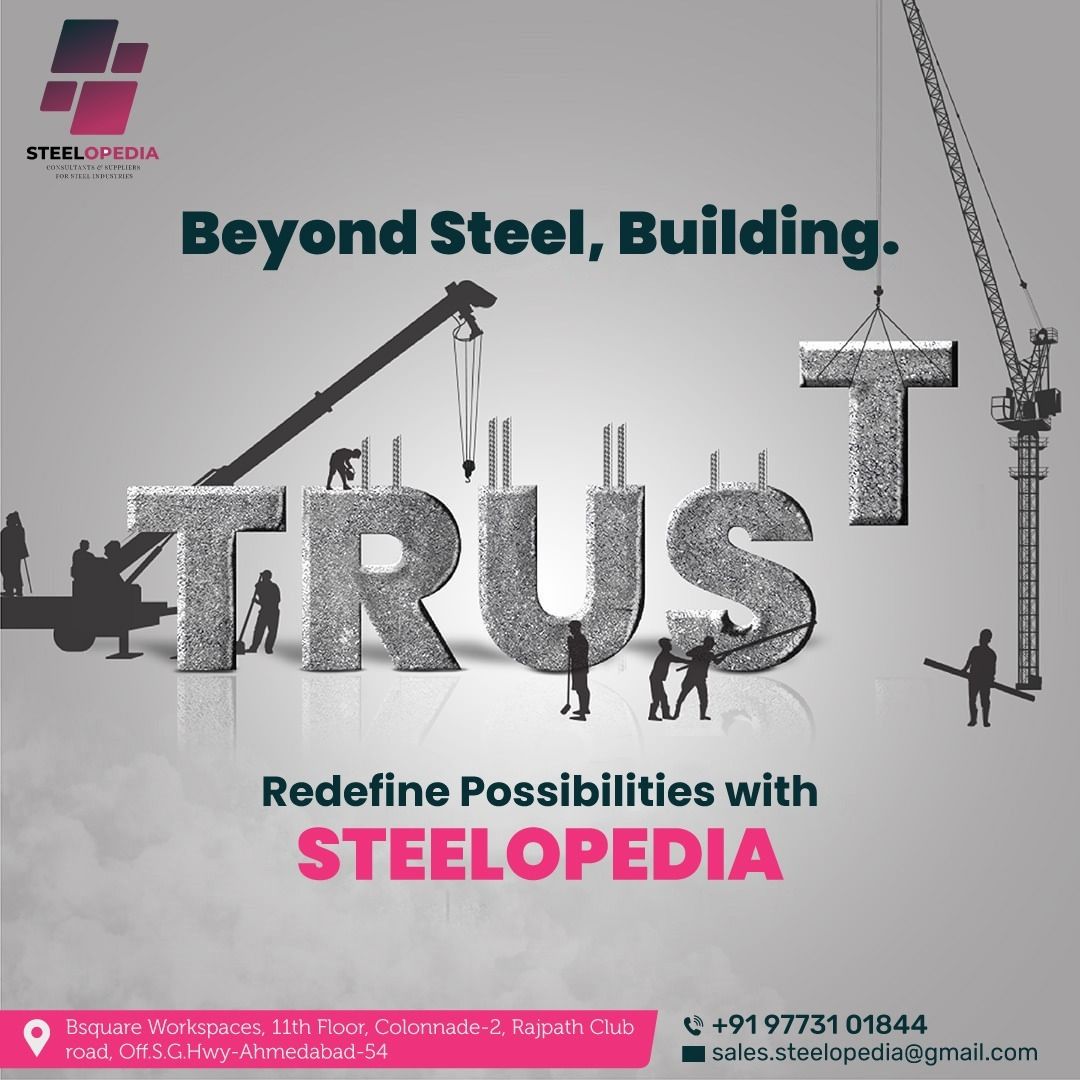 STEELOPEDIA
CONSULTANTS & SUPPLIERS
FOR STEEL INDUSTRIES
Beyond Steel, Building.
TRUST
Redefine Possibilities with
STEELOPEDIA
Bsquare Workspaces, 11th Floor, Colonnade-2, Rajpath Club
road, Off.S.G.Hwy-Ahmedabad-54
+91 97731 01844
sales.steelopedia@gmail.com